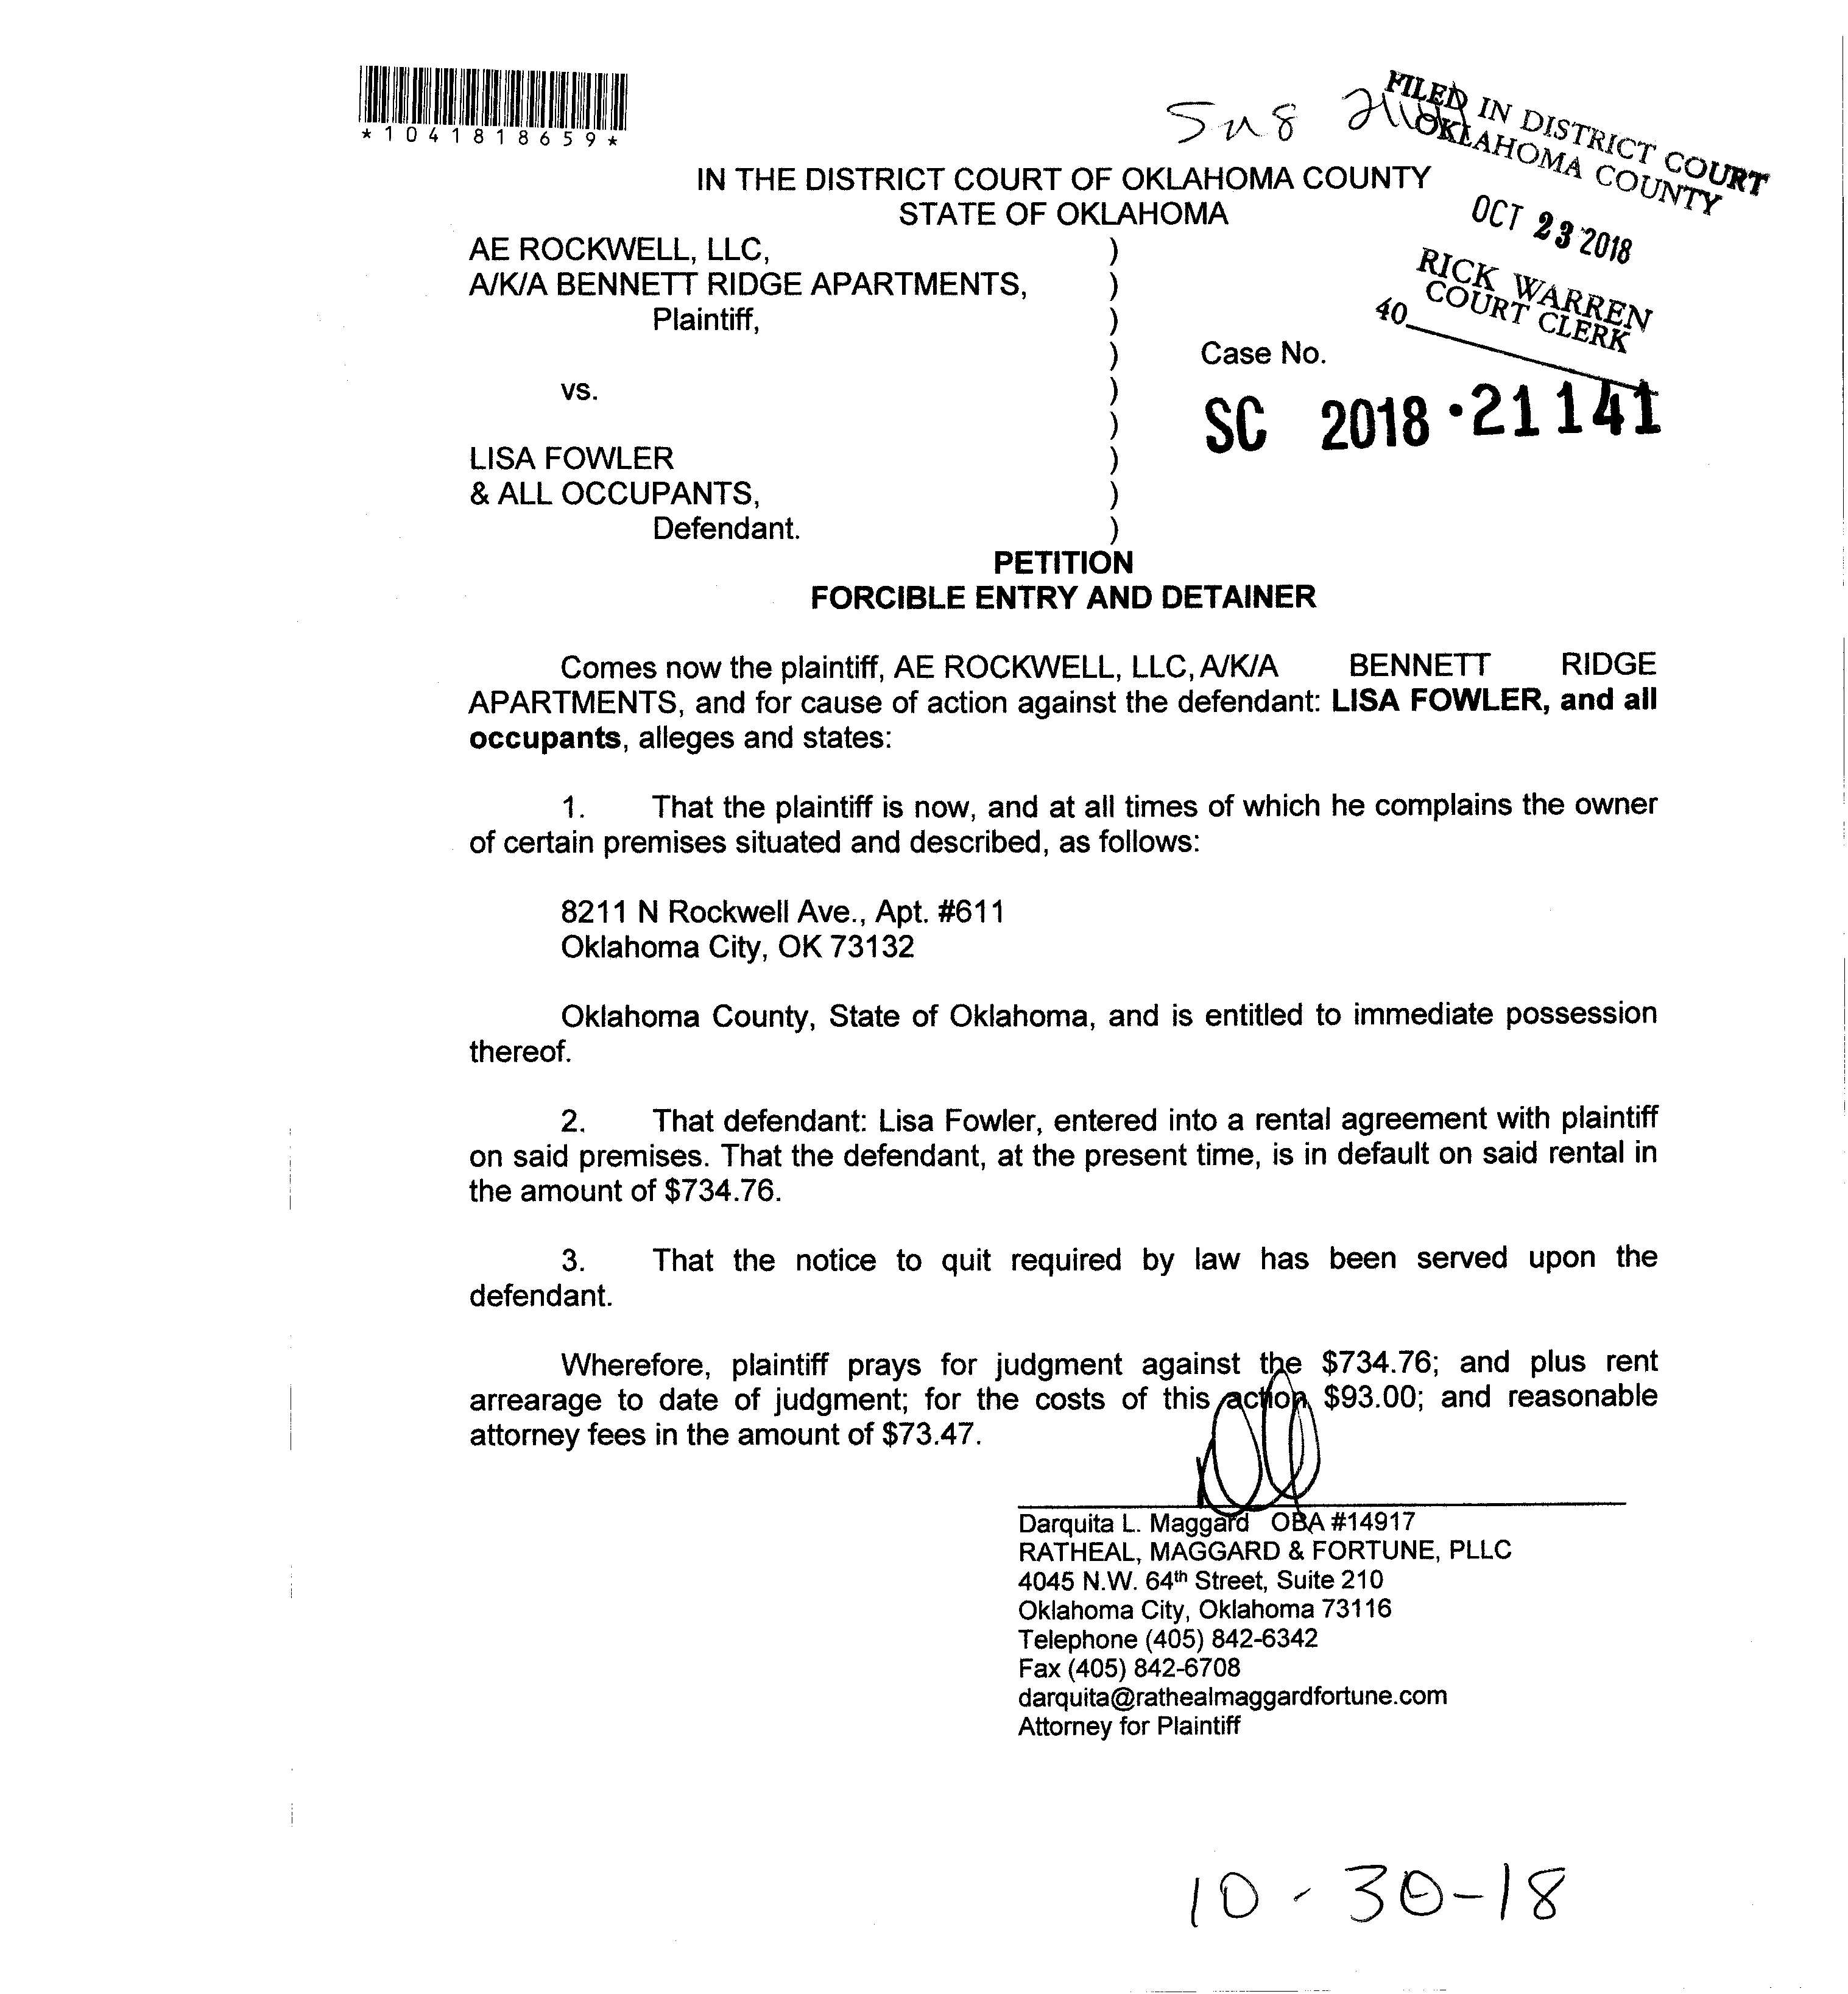 *1041818659*
FILED IN DISTRICT COURT
OKLAHOMA COUNTY
OCT 23 2018
RICK WARREN
COURT CLERK
40
IN THE DISTRICT COURT OF OKLAHOMA COUNTY
STATE OF OKLAHOMA
AE ROCKWELL, LLC, )
A/K/A BENNETT RIDGE APARTMENTS, )
Plaintiff, )
) Case No.
vs. )
) SC 2018 · 21141
LISA FOWLER )
& ALL OCCUPANTS, )
Defendant. )
PETITION
FORCIBLE ENTRY AND DETAINER
Comes now the plaintiff, AE ROCKWELL, LLC, A/K/A BENNETT RIDGE
APARTMENTS, and for cause of action against the defendant: LISA FOWLER, and all
occupants, alleges and states:
1. That the plaintiff is now, and at all times of which he complains the owner
of certain premises situated and described, as follows:
8211 N Rockwell Ave., Apt. #611
Oklahoma City, OK 73132
Oklahoma County, State of Oklahoma, and is entitled to immediate possession
thereof.
2. That defendant: Lisa Fowler, entered into a rental agreement with plaintiff
on said premises. That the defendant, at the present time, is in default on said rental in
the amount of $734.76.
3. That the notice to quit required by law has been served upon the
defendant.
Wherefore, plaintiff prays for judgment against the $734.76; and plus rent
arrearage to date of judgment; for the costs of this action $93.00; and reasonable
attorney fees in the amount of $73.47.
Darquita L. Maggard OBA #14917
RATHEAL, MAGGARD & FORTUNE, PLLC
4045 N.W. 64th Street, Suite 210
Oklahoma City, Oklahoma 73116
Telephone (405) 842-6342
Fax (405) 842-6708
darquita@rathealmaggardfortune.com
Attorney for Plaintiff
10-30-18